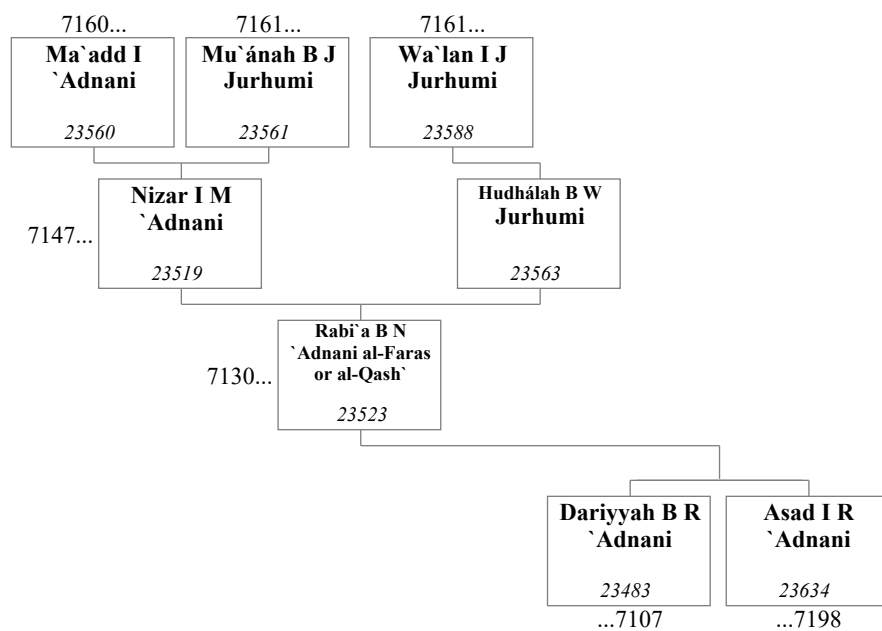 7160...
7161...
7161...
Ma`add I
`Adnani
23560
Mu`ánah B J
Jurhumi
23561
Wa`lan I J
Jurhumi
23588
7147...
Nizar I M
`Adnani
23519
Hudhálah B W
Jurhumi
23563
7130...
Rabi`a B N
`Adnani al-Faras
or al-Qash`
23523
Dariyyah B R
`Adnani
23483
Asad I R
`Adnani
23634
...7107
...7198